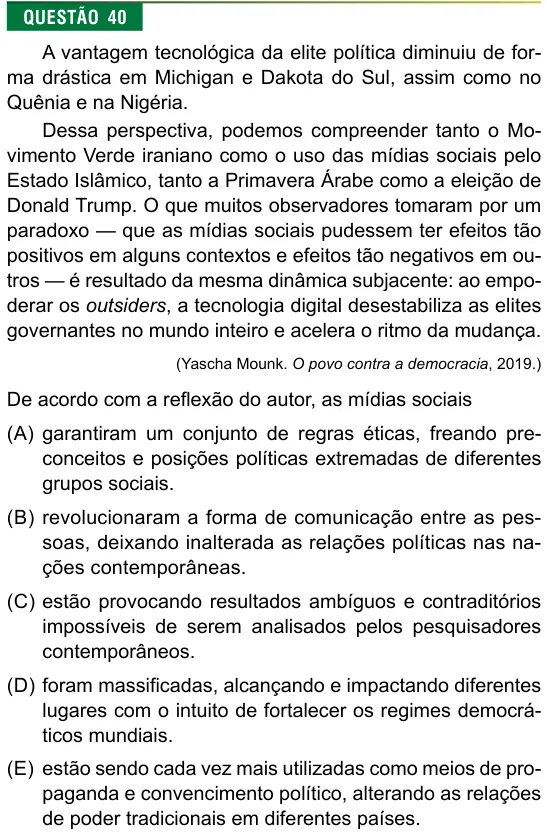 QUESTÃO 40
A vantagem tecnológica da elite política diminuiu de for-
ma drástica em Michigan e Dakota do Sul, assim como no
Quênia e na Nigéria.
Dessa perspectiva, podemos compreender tanto o Mo-
vimento Verde iraniano como o uso das mídias sociais pelo
Estado Islâmico, tanto a Primavera Árabe como a eleição de
Donald Trump. O que muitos observadores tomaram por um
paradoxo — que as mídias sociais pudessem ter efeitos tão
positivos em alguns contextos e efeitos tão negativos em ou-
tros — é resultado da mesma dinâmica subjacente: ao empo-
derar os outsiders, a tecnologia digital desestabiliza as elites
governantes no mundo inteiro e acelera o ritmo da mudança.
(Yascha Mounk. O povo contra a democracia, 2019.)
De acordo com a reflexão do autor, as mídias sociais
(A) garantiram um conjunto de regras éticas, freando pre-
conceitos e posições políticas extremadas de diferentes
grupos sociais.
(B) revolucionaram a forma de comunicação entre as pes-
soas, deixando inalterada as relações políticas nas na-
ções contemporâneas.
(C) estão provocando resultados ambíguos e contraditórios
impossíveis de serem analisados pelos pesquisadores
contemporâneos.
(D) foram massificadas, alcançando e impactando diferentes
lugares com o intuito de fortalecer os regimes democrá-
ticos mundiais.
(E) estão sendo cada vez mais utilizadas como meios de pro-
paganda e convencimento político, alterando as relações
de poder tradicionais em diferentes países.